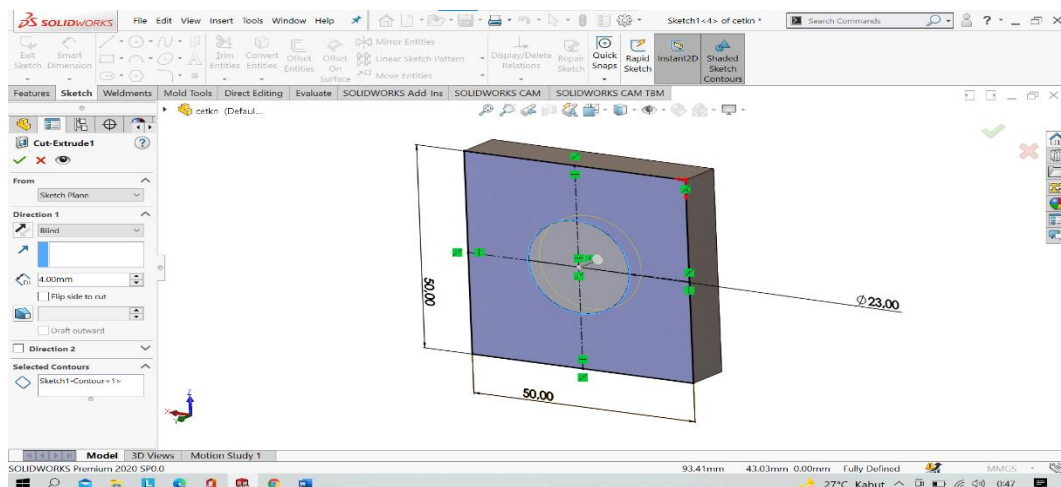 SOLIDWORKS File Edit View Insert Tools Window Help Sketch1<4> of cetkn * Search Commands
Exit Sketch
Smart Dimension
Trim Entities
Convert Entities
Offset Entities
Offset On Surface
Mirror Entities
Linear Sketch Pattern
Move Entities
Display/Delete Relations
Repair Sketch
Quick Snaps
Rapid Sketch
Instant2D
Shaded Sketch Contours
Features Sketch Weldments Mold Tools Direct Editing Evaluate SOLIDWORKS Add-Ins SOLIDWORKS CAM SOLIDWORKS CAM TBM
cetkn (Defaul...
Cut-Extrude1
From
Sketch Plane
Direction 1
Blind
4.00mm
Flip side to cut
Draft outward
Direction 2
Selected Contours
Sketch1-Contour<1>
50,00
Ø23,00
50,00
Model 3D Views Motion Study 1
SOLIDWORKS Premium 2020 SP0.0 93.41mm 43.03mm 0.00mm Fully Defined MMGS
27°C Kabut 0:47